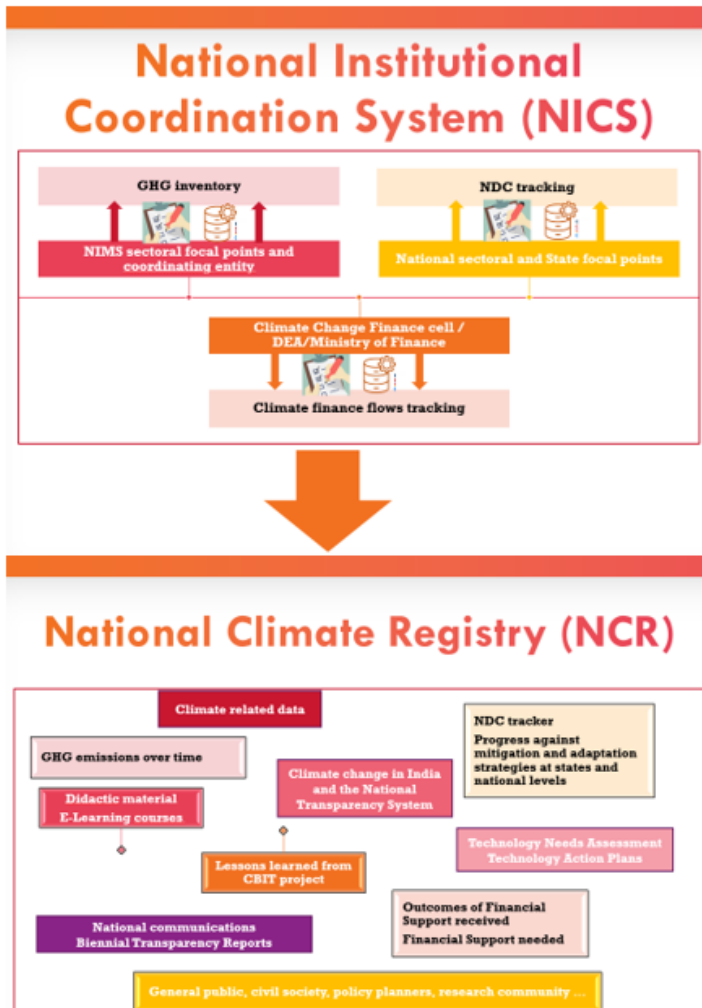 National Institutional
Coordination System (NICS)
GHG inventory
NDC tracking
NIMS sectoral focal points and
coordinating entity
National sectoral and State focal points
Climate Change Finance cell /
DEA/Ministry of Finance
Climate finance flows tracking
National Climate Registry (NCR)
Climate related data
NDC tracker
Progress against
mitigation and adaptation
strategies at states and
national levels
GHG emissions over time
Climate change in India
and the National
Transparency System
Didactic material
E-Learning courses
Technology Needs Assessment
Technology Action Plans
Lessons learned from
CBIT project
Outcomes of Financial
Support received
Financial Support needed
National communications
Biennial Transparency Reports
General public, civil society, policy planners, research community ...